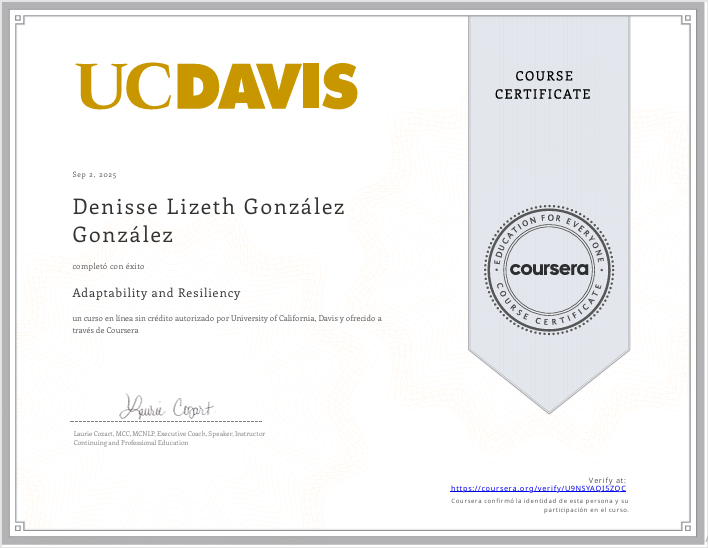 UCDAVIS
COURSE
CERTIFICATE
Sep 2, 2025
Denisse Lizeth González
González
completó con éxito
Adaptability and Resiliency
un curso en línea sin crédito autorizado por University of California, Davis y ofrecido a
través de Coursera
EDUCATION FOR EVERYONE
coursera
COURSE CERTIFICATE
Laurie Cozart
Laurie Cozart, MCC, MCNLP, Executive Coach, Speaker, Instructor
Continuing and Professional Education
Verify at:
https://coursera.org/verify/U9NSYAQJ5ZOC
Coursera confirmó la identidad de esta persona y su
participación en el curso.